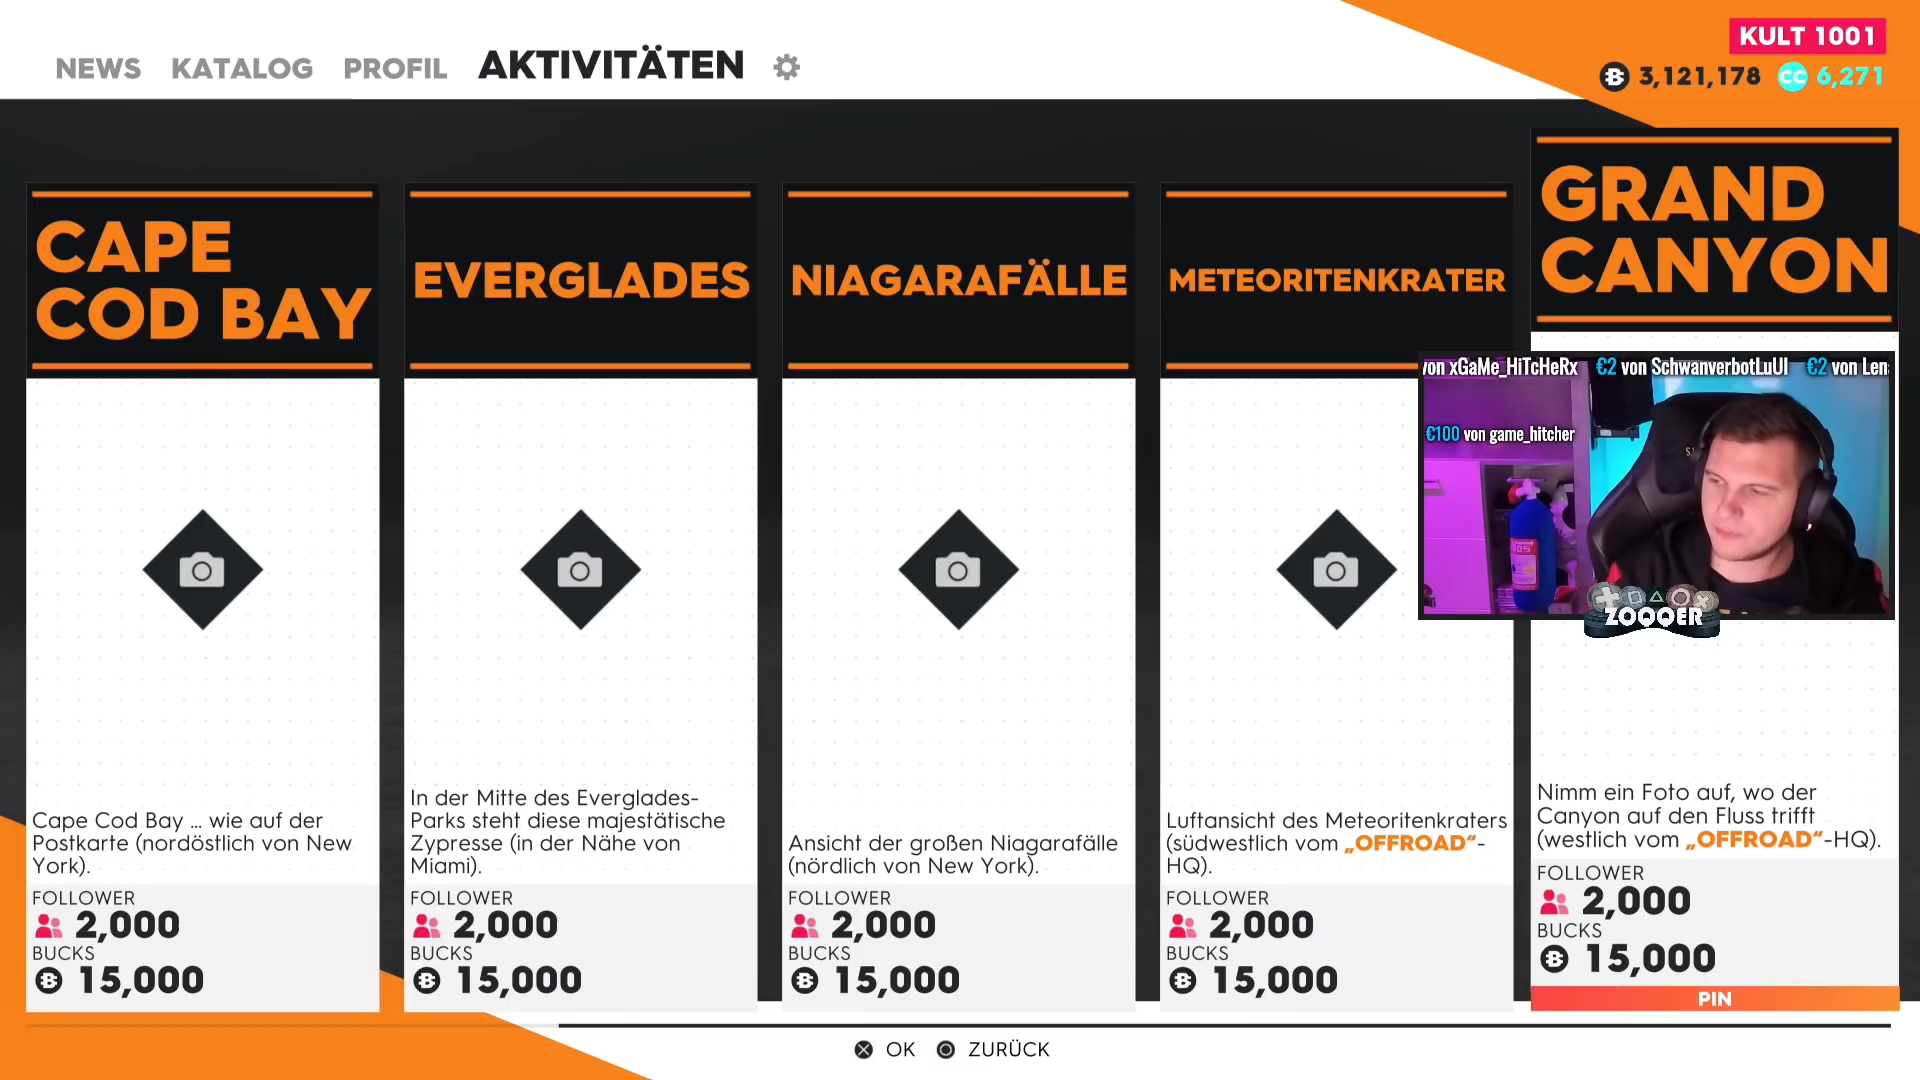 NEWS KATALOG PROFIL AKTIVITÄTEN
KULT 1001
3,121,178 CC 6,271
CAPE
COD BAY
Cape Cod Bay ... wie auf der
Postkarte (nordöstlich von New
York).
FOLLOWER
2,000
BUCKS
15,000
EVERGLADES
In der Mitte des Everglades-
Parks steht diese majestätische
Zypresse (in der Nähe von
Miami).
FOLLOWER
2,000
BUCKS
15,000
NIAGARAFÄLLE
Ansicht der großen Niagarafälle
(nördlich von New York).
FOLLOWER
2,000
BUCKS
15,000
METEORITENKRATER
Luftansicht des Meteoritenkraters
(südwestlich vom „OFFROAD“-
HQ).
FOLLOWER
2,000
BUCKS
15,000
GRAND
CANYON
von xGaMe_HiTcHeRx €2 von SchwanverbotLuUl €2 von Len
€100 von game_hitcher
ZOQQER
Nimm ein Foto auf, wo der
Canyon auf den Fluss trifft
(westlich vom „OFFROAD“-HQ).
FOLLOWER
2,000
BUCKS
15,000
PIN
OK ZURÜCK